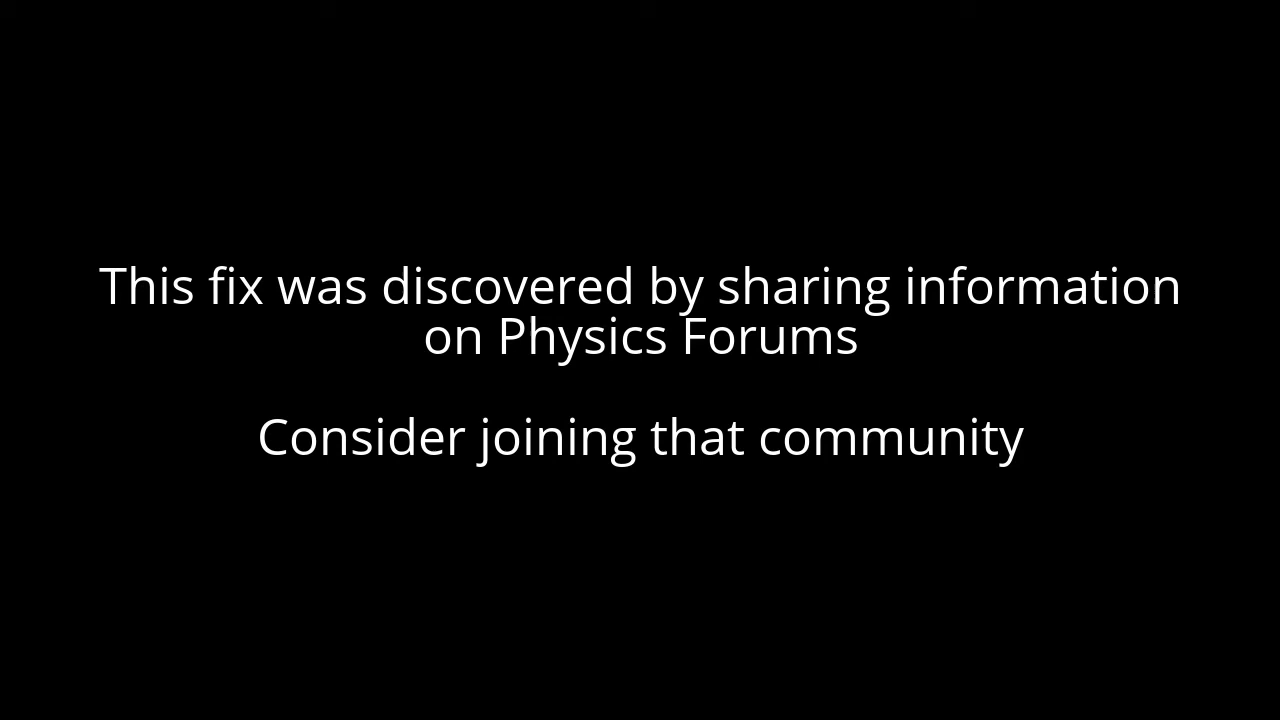 This fix was discovered by sharing information
on Physics Forums
Consider joining that community